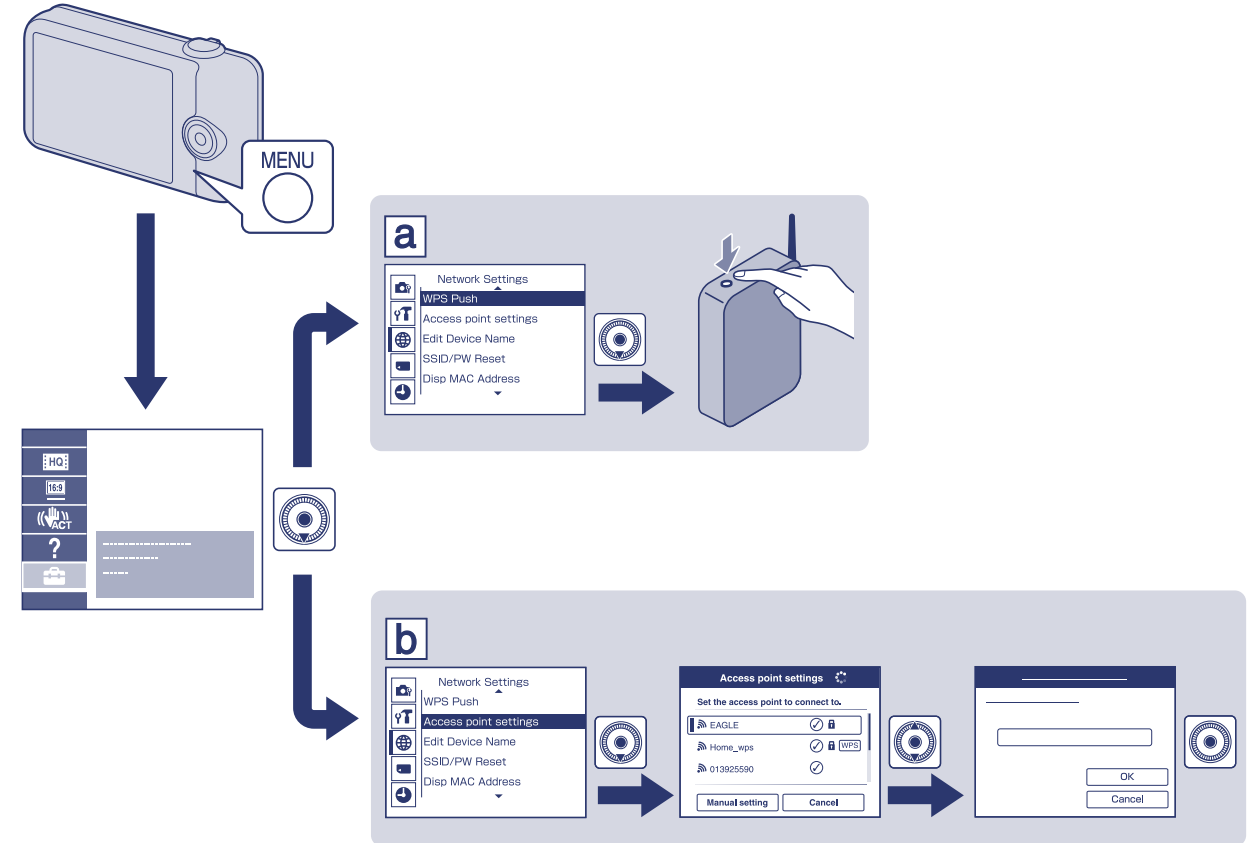 MENU
HQ
16:9
ACT
?
a
Network Settings
WPS Push
Access point settings
Edit Device Name
SSID/PW Reset
Disp MAC Address
b
Network Settings
WPS Push
Access point settings
Edit Device Name
SSID/PW Reset
Disp MAC Address
Access point settings
Set the access point to connect to.
EAGLE
Home_wps WPS
013925590
Manual setting Cancel
OK
Cancel